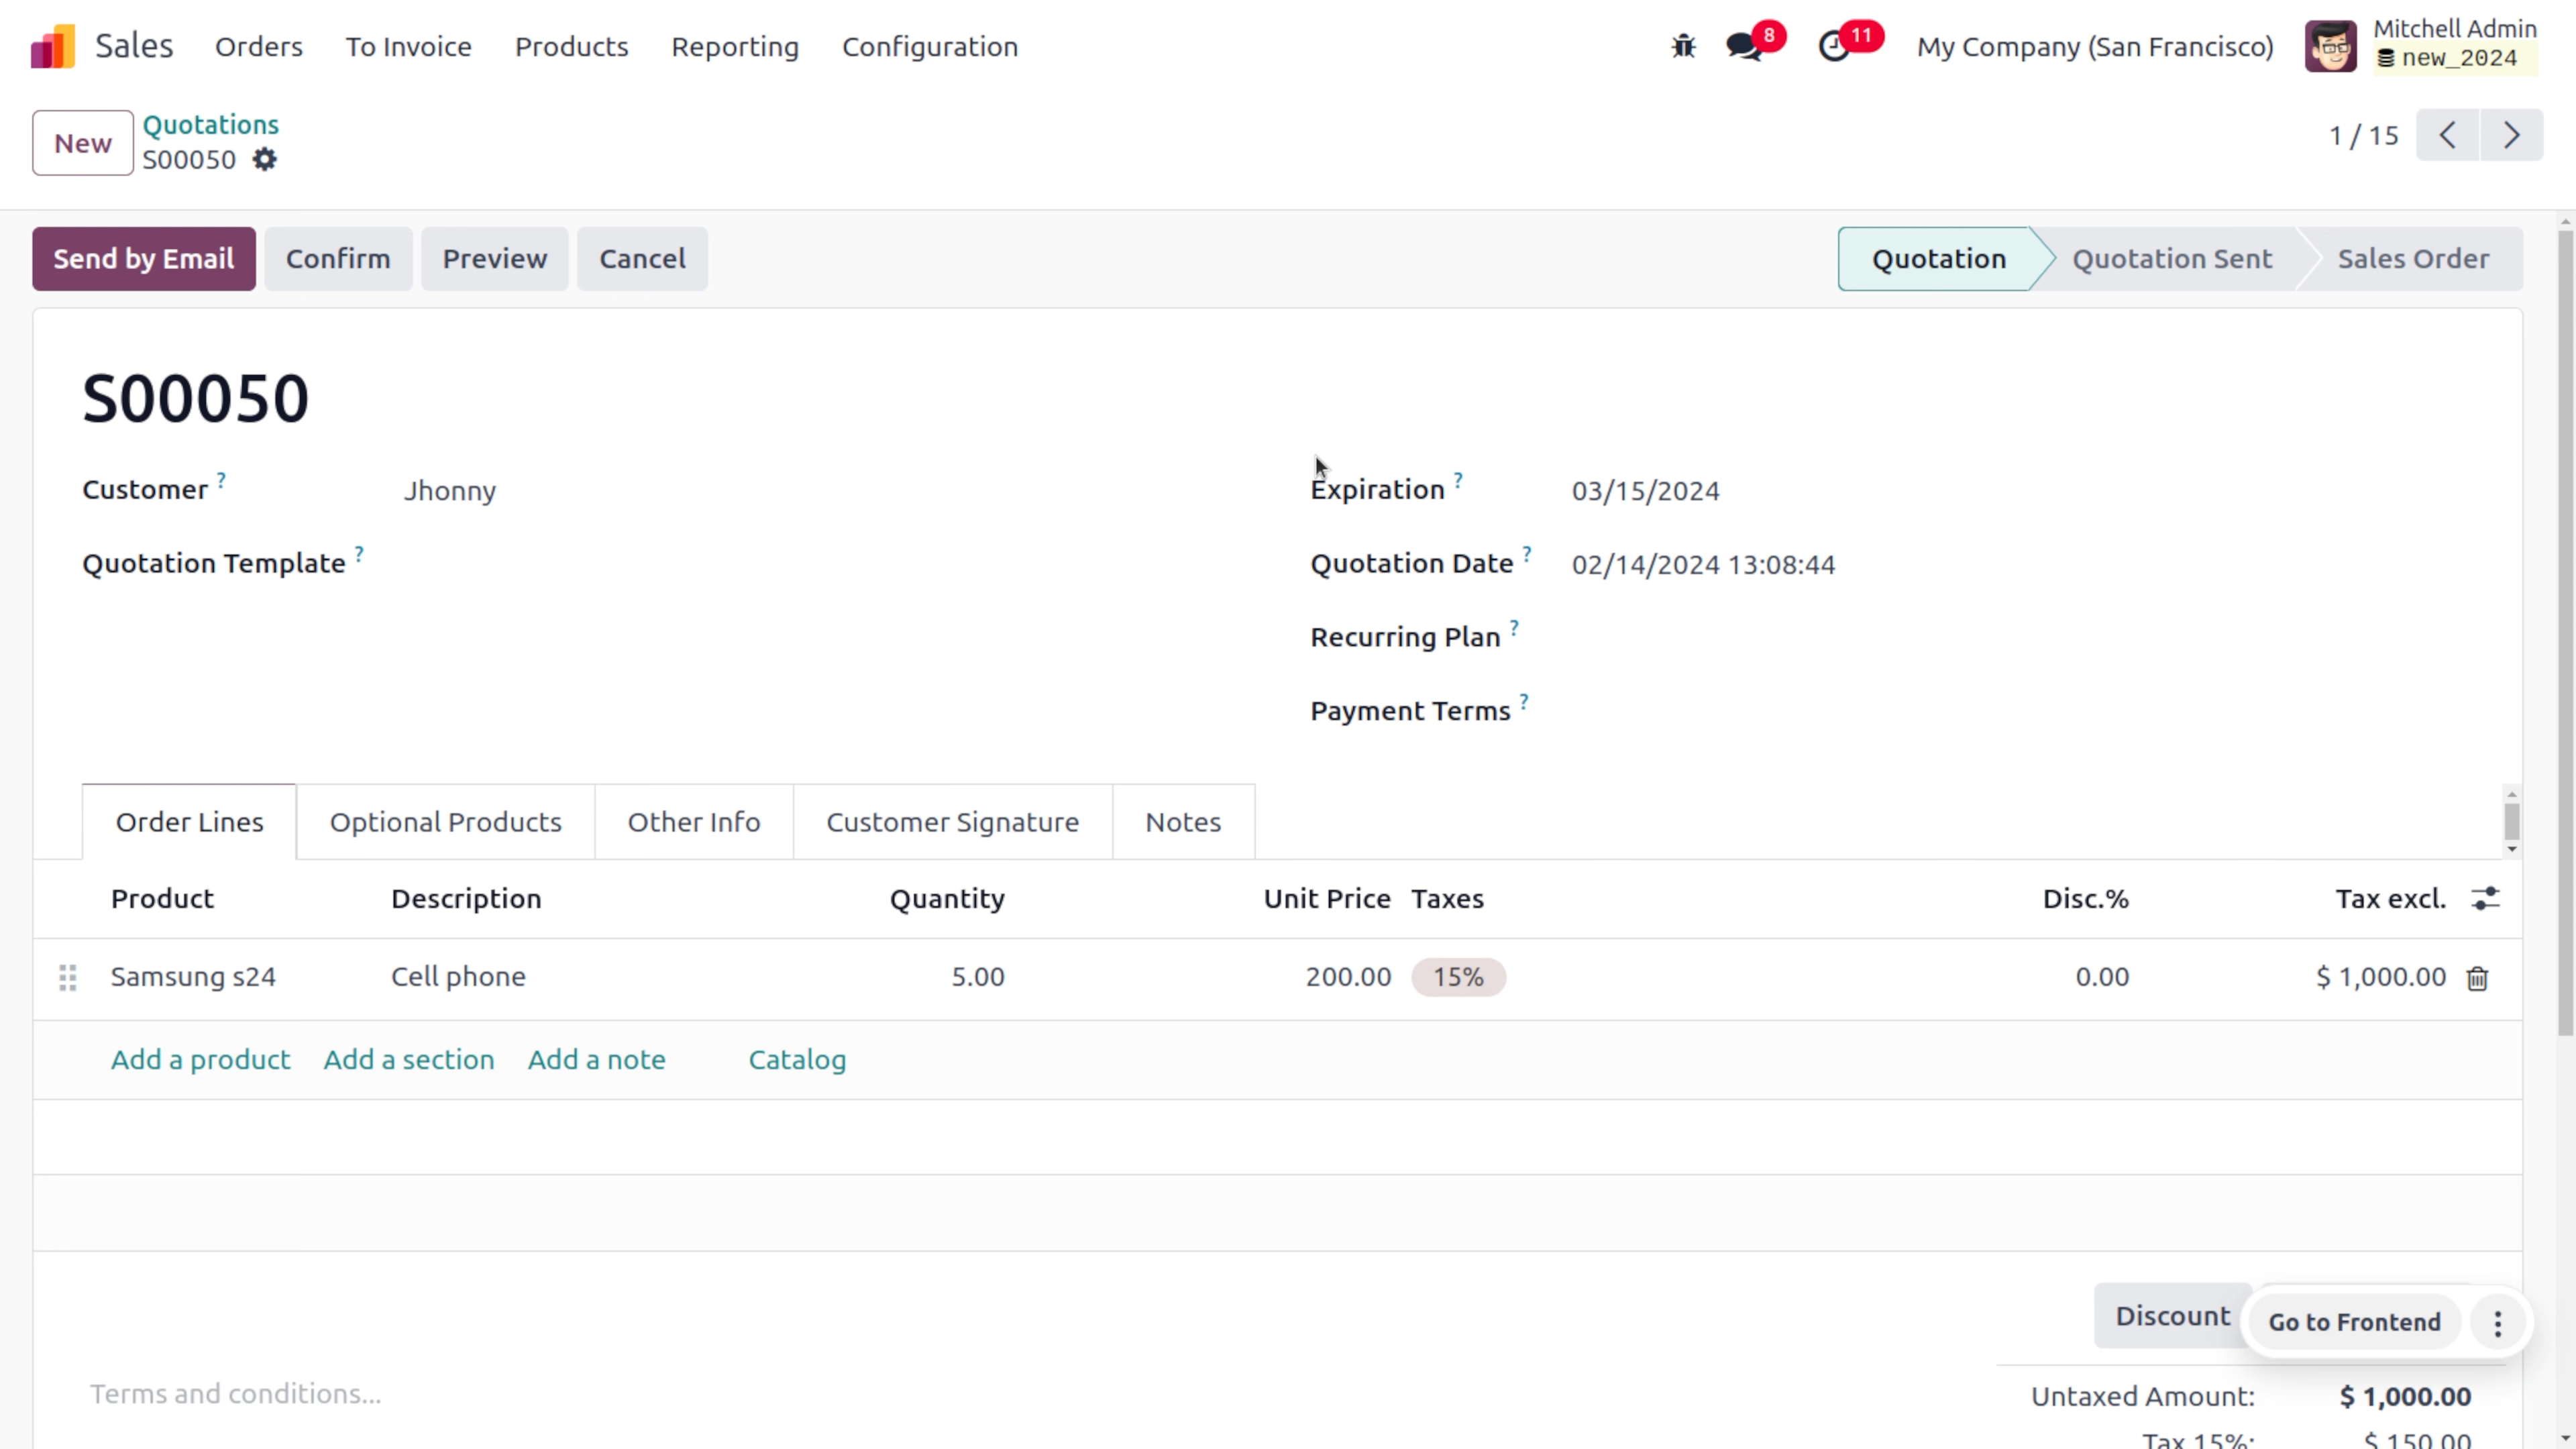 Sales Orders To Invoice Products Reporting Configuration 8 11 My Company (San Francisco) Mitchell Admin
new_2024
New Quotations
S00050
1 / 15
Send by Email Confirm Preview Cancel Quotation Quotation Sent Sales Order
S00050
Customer ? Jhonny
Expiration ? 03/15/2024
Quotation Template ?
Quotation Date ? 02/14/2024 13:08:44
Recurring Plan ?
Payment Terms ?
Order Lines Optional Products Other Info Customer Signature Notes
Product Description Quantity Unit Price Taxes Disc.% Tax excl.
Samsung s24 Cell phone 5.00 200.00 15% 0.00 $ 1,000.00
Add a product Add a section Add a note Catalog
Discount Go to Frontend
Terms and conditions...
Untaxed Amount: $ 1,000.00
Tax 15%: $ 150.00